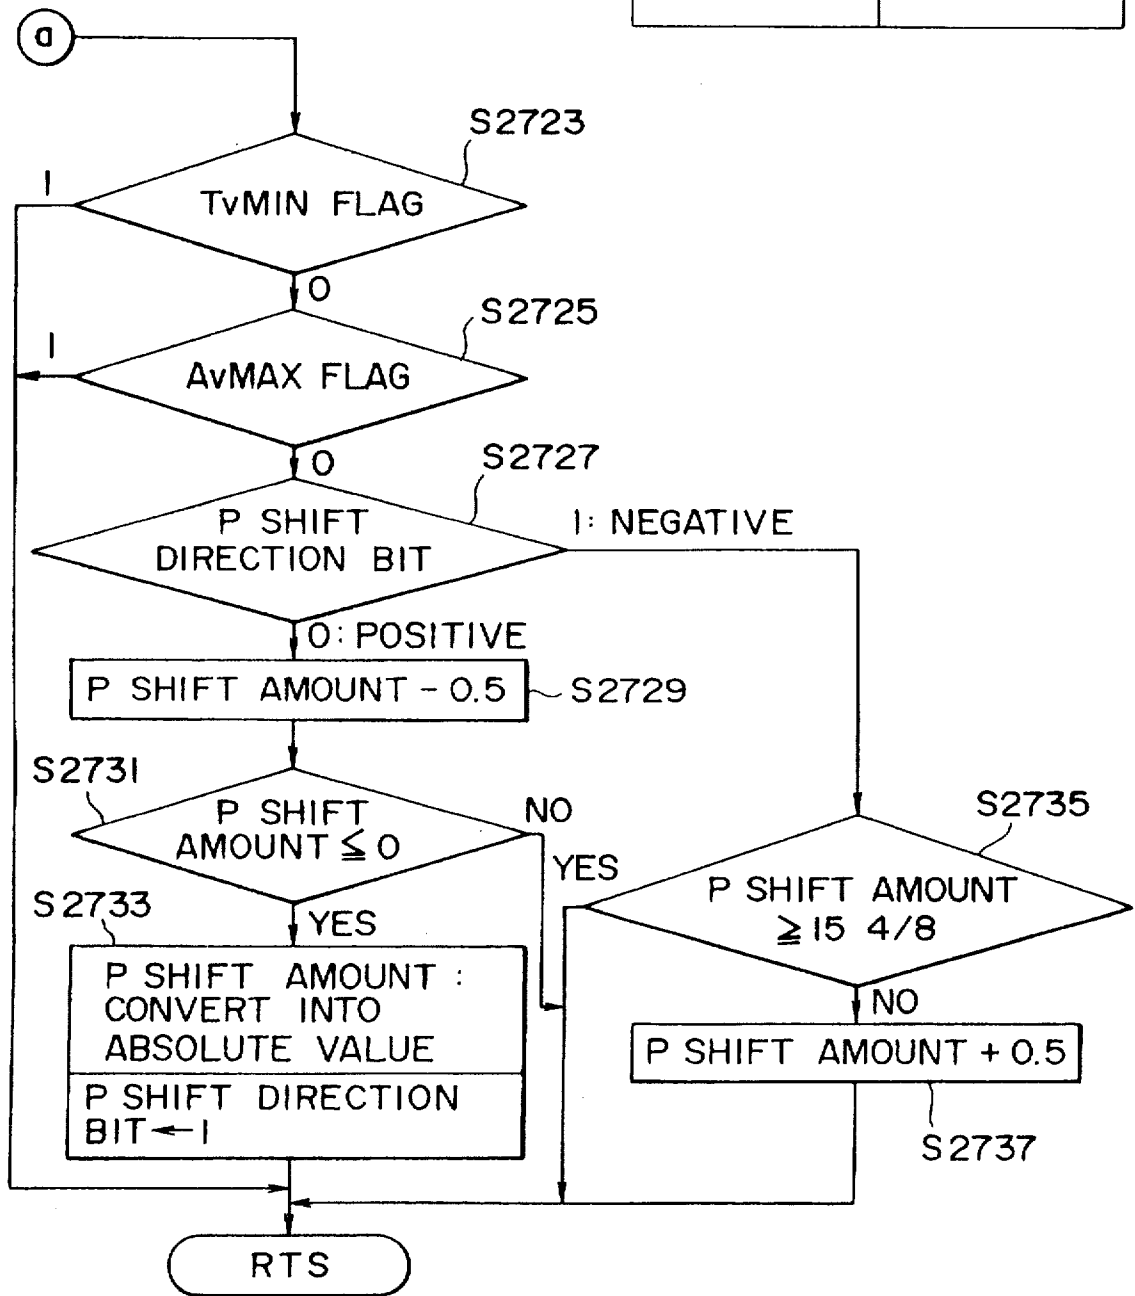 a
S2723
1
TvMIN FLAG
0
S2725
1
AvMAX FLAG
0
S2727
P SHIFT
DIRECTION BIT
1: NEGATIVE
0: POSITIVE
P SHIFT AMOUNT - 0.5
S2729
S2731
P SHIFT
AMOUNT ≦ 0
NO
YES
S2733
P SHIFT AMOUNT :
CONVERT INTO
ABSOLUTE VALUE
P SHIFT DIRECTION
BIT ← 1
S2735
YES
P SHIFT AMOUNT
≧ 15 4/8
NO
P SHIFT AMOUNT + 0.5
S2737
RTS